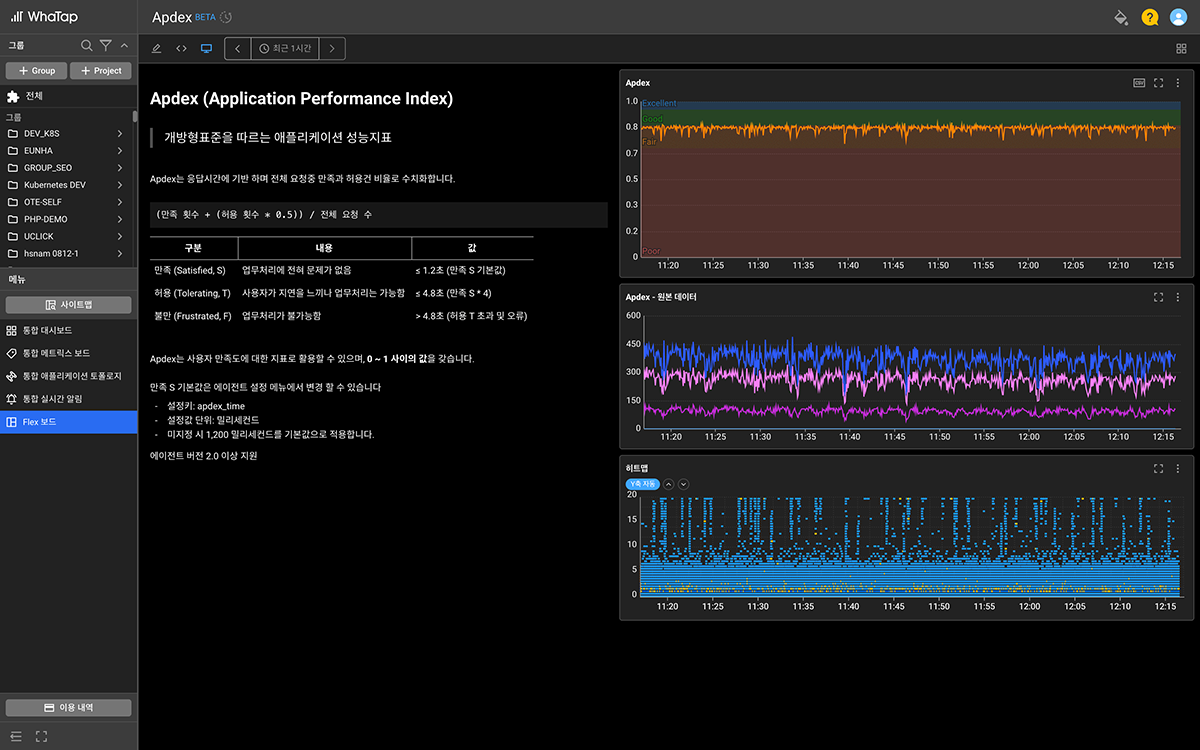 WhaTap
Apdex BETA
그룹
최근 1시간
+ Group
+ Project
전체
그룹
DEV_K8S
EUNHA
GROUP_SEO
Kubernetes DEV
OTE-SELF
PHP-DEMO
UCLICK
hsnam 0812-1
메뉴
사이트맵
통합 대시보드
통합 메트릭스 보드
통합 애플리케이션 토폴로지
통합 실시간 알림
Flex 보드
이용 내역
Apdex (Application Performance Index)
개방형표준을 따르는 애플리케이션 성능지표
Apdex는 응답시간에 기반 하며 전체 요청중 만족과 허용건 비율로 수치화합니다.
(만족 횟수 + (허용 횟수 * 0.5)) / 전체 요청 수
구분 내용 값
만족 (Satisfied, S) 업무처리에 전혀 문제가 없음 ≤ 1.2초 (만족 S 기본값)
허용 (Tolerating, T) 사용자가 지연을 느끼나 업무처리는 가능함 ≤ 4.8초 (만족 S * 4)
불만 (Frustrated, F) 업무처리가 불가능함 > 4.8초 (허용 T 초과 및 오류)
Apdex는 사용자 만족도에 대한 지표로 활용할 수 있으며, 0 ~ 1 사이의 값을 갖습니다.
만족 S 기본값은 에이전트 설정 메뉴에서 변경 할 수 있습니다
- 설정키: apdex_time
- 설정값 단위: 밀리세컨드
- 미지정 시 1,200 밀리세컨드를 기본값으로 적용합니다.
에이전트 버전 2.0 이상 지원
Apdex
CSV
1.0
Excellent
Good
0.8
Fair
0.7
0.5
0.3
0.2
Poor
0
11:20 11:25 11:30 11:35 11:40 11:45 11:50 11:55 12:00 12:05 12:10 12:15
Apdex - 원본 데이터
600
450
300
150
0
11:20 11:25 11:30 11:35 11:40 11:45 11:50 11:55 12:00 12:05 12:10 12:15
히트맵
Y축 자동
20
15
10
5
0
11:20 11:25 11:30 11:35 11:40 11:45 11:50 11:55 12:00 12:05 12:10 12:15